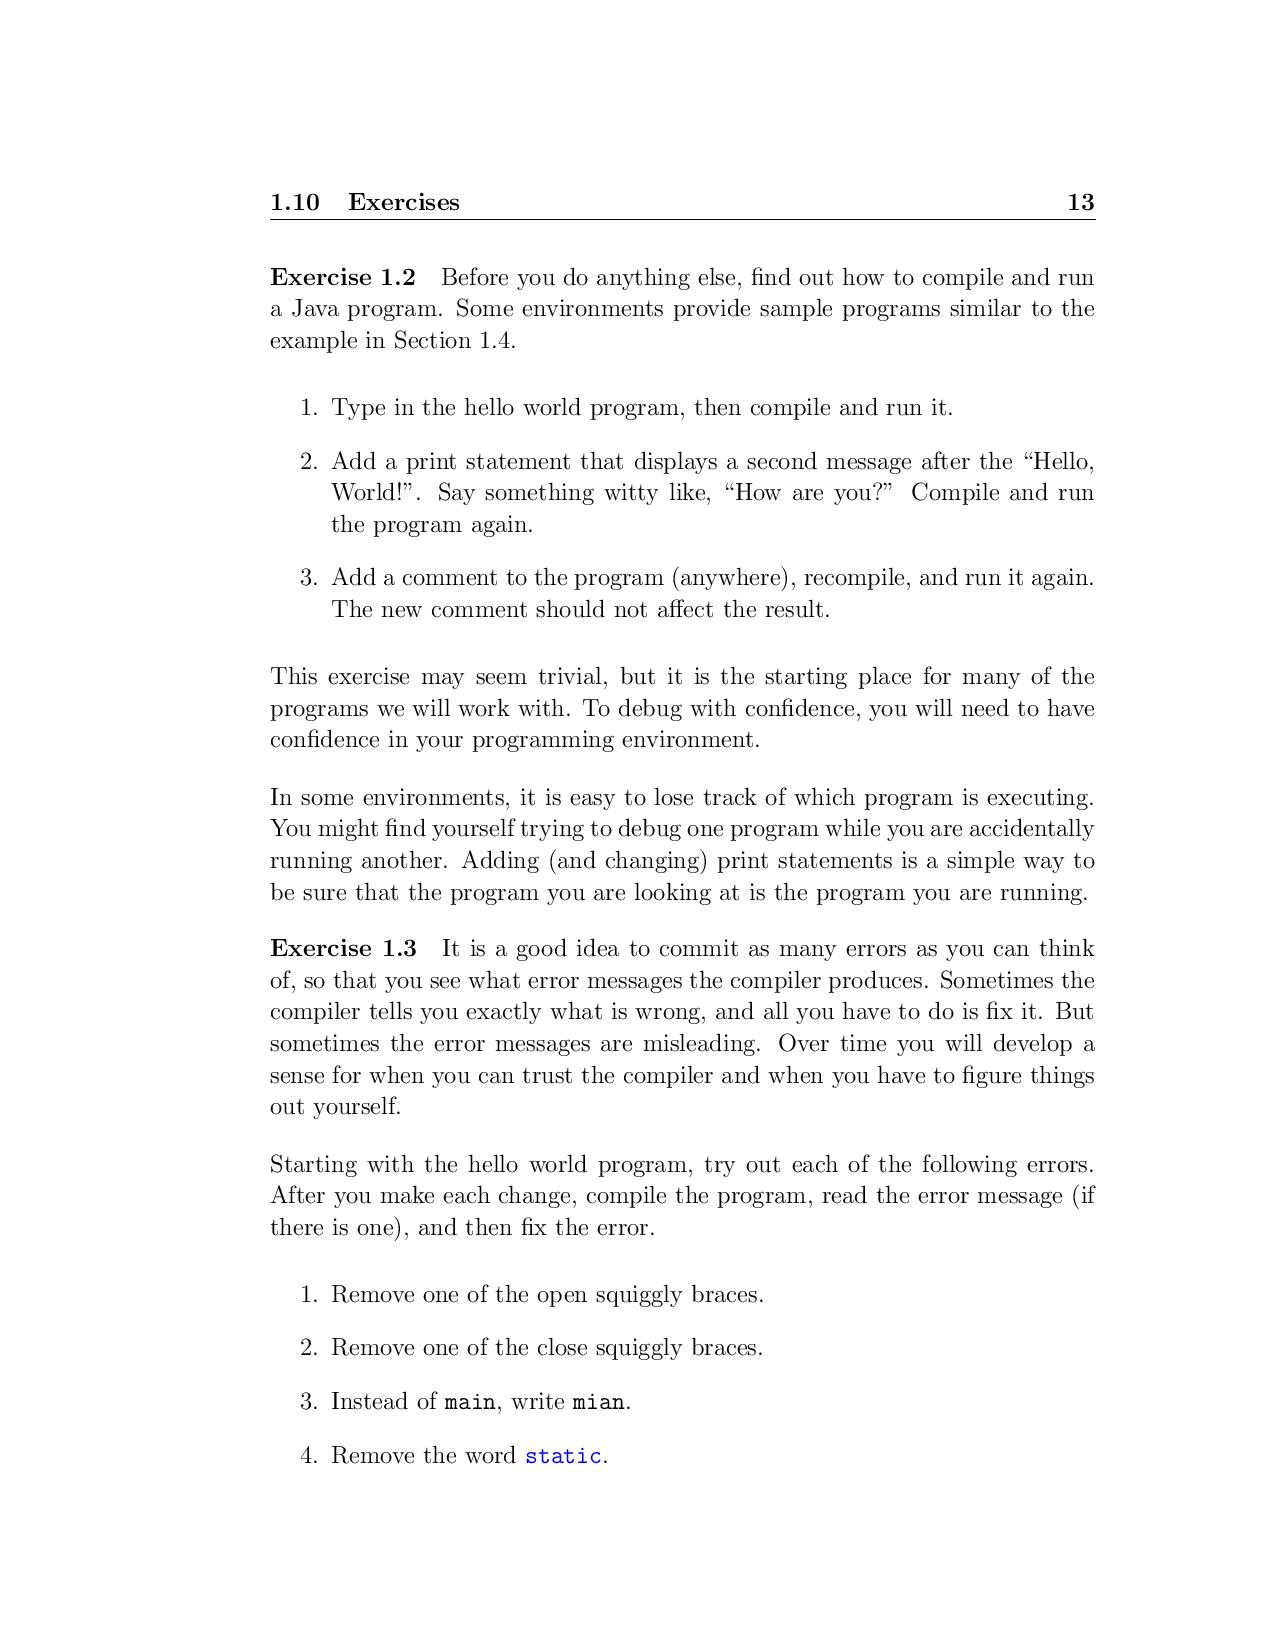 1.10 Exercises 13
Exercise 1.2 Before you do anything else, find out how to compile and run
a Java program. Some environments provide sample programs similar to the
example in Section 1.4.
1. Type in the hello world program, then compile and run it.
2. Add a print statement that displays a second message after the “Hello,
World!”. Say something witty like, “How are you?” Compile and run
the program again.
3. Add a comment to the program (anywhere), recompile, and run it again.
The new comment should not affect the result.
This exercise may seem trivial, but it is the starting place for many of the
programs we will work with. To debug with confidence, you will need to have
confidence in your programming environment.
In some environments, it is easy to lose track of which program is executing.
You might find yourself trying to debug one program while you are accidentally
running another. Adding (and changing) print statements is a simple way to
be sure that the program you are looking at is the program you are running.
Exercise 1.3 It is a good idea to commit as many errors as you can think
of, so that you see what error messages the compiler produces. Sometimes the
compiler tells you exactly what is wrong, and all you have to do is fix it. But
sometimes the error messages are misleading. Over time you will develop a
sense for when you can trust the compiler and when you have to figure things
out yourself.
Starting with the hello world program, try out each of the following errors.
After you make each change, compile the program, read the error message (if
there is one), and then fix the error.
1. Remove one of the open squiggly braces.
2. Remove one of the close squiggly braces.
3. Instead of main, write mian.
4. Remove the word static.